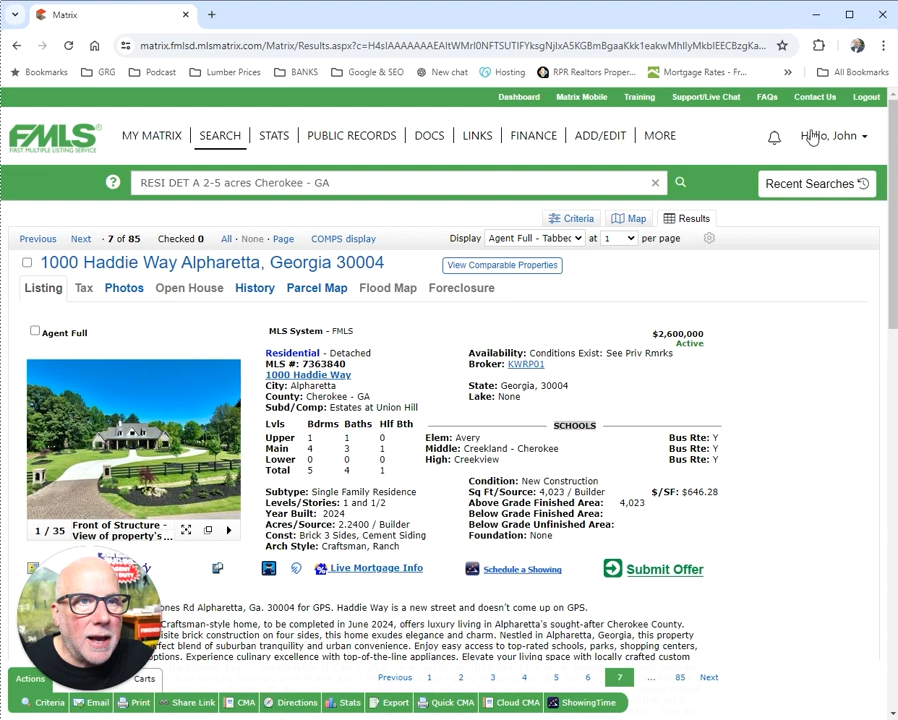 Matrix
matrix.fmlsd.mlsmatrix.com/Matrix/Results.aspx?c=H4sIAAAAAAAEAItWMrI0NFTSUTIFYksgNjIxA5KGBmBgaaKkk1eakwMhIlyMkbIEECBzgKa...
Bookmarks GRG Podcast Lumber Prices BANKS Google & SEO New chat Hosting RPR Realtors Proper... Mortgage Rates - Fr... » All Bookmarks
Dashboard Matrix Mobile Training Support/Live Chat FAQs Contact Us Logout
FMLS MY MATRIX SEARCH STATS PUBLIC RECORDS DOCS LINKS FINANCE ADD/EDIT MORE Hello, John
FIRST MULTIPLE LISTING SERVICE
? RESI DET A 2-5 acres Cherokee - GA Recent Searches
Criteria Map Results
Previous Next · 7 of 85 Checked 0 All · None · Page COMPS display Display Agent Full - Tabbec at 1 per page
1000 Haddie Way Alpharetta, Georgia 30004 View Comparable Properties
Listing Tax Photos Open House History Parcel Map Flood Map Foreclosure
Agent Full MLS System - FMLS $2,600,000
Active
Residential - Detached Availability: Conditions Exist: See Priv Rmrks
MLS #: 7363840 Broker: KWRP01
1000 Haddie Way
City: Alpharetta State: Georgia, 30004
County: Cherokee - GA Lake: None
Subd/Comp: Estates at Union Hill
Lvls Bdrms Baths Hlf Bth SCHOOLS
Upper 1 1 0 Elem: Avery Bus Rte: Y
Main 4 3 1 Middle: Creekland - Cherokee Bus Rte: Y
Lower 0 0 0 High: Creekview Bus Rte: Y
Total 5 4 1
Condition: New Construction
Subtype: Single Family Residence Sq Ft/Source: 4,023 / Builder $/SF: $646.28
Levels/Stories: 1 and 1/2 Above Grade Finished Area: 4,023
Year Built: 2024 Below Grade Finished Area:
Acres/Source: 2.2400 / Builder Below Grade Unfinished Area:
Const: Brick 3 Sides, Cement Siding Foundation: None
Arch Style: Craftsman, Ranch
1 / 35 Front of Structure - View of property's...
Live Mortgage Info Schedule a Showing Submit Offer
ones Rd Alpharetta, Ga. 30004 for GPS. Haddie Way is a new street and doesn't come up on GPS.
Craftsman-style home, to be completed in June 2024, offers luxury living in Alpharetta's sought-after Cherokee County.
isite brick construction on four sides, this home exudes elegance and charm. Nestled in Alpharetta, Georgia, this property
fect blend of suburban tranquility and urban convenience. Enjoy easy access to top-rated schools, parks, shopping centers,
options. Experience culinary excellence with top-of-the-line appliances. Elevate your living space with locally crafted custom
Actions Carts Previous 1 2 3 4 5 6 7 ... 85 Next
Criteria Email Print Share Link CMA Directions Stats Export Quick CMA Cloud CMA ShowingTime